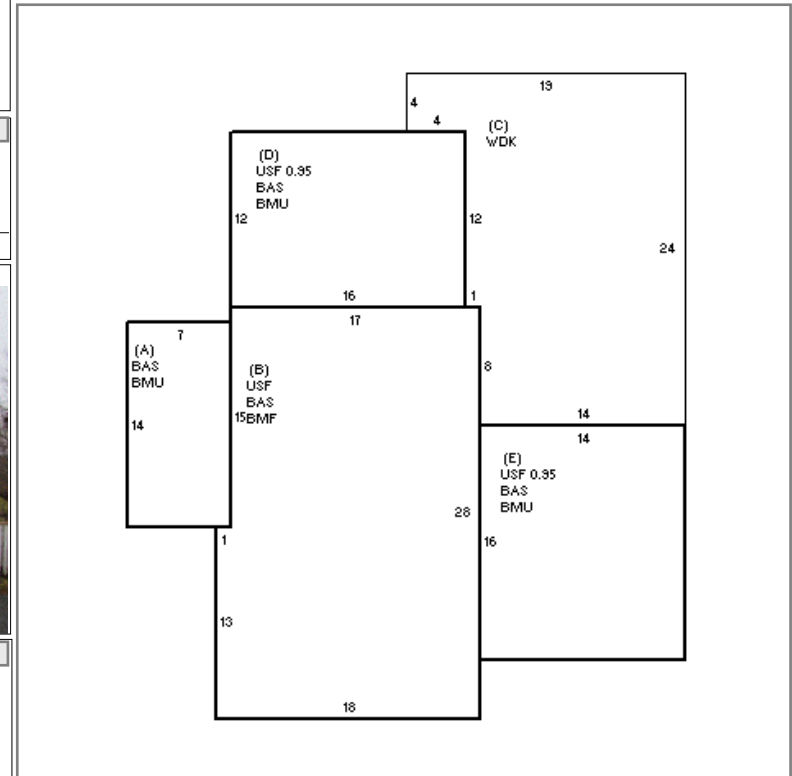 19
4
4
(C)
WDK
(D)
USF 0.95
BAS
BMU
12
12
24
16
1
17
7
(A)
BAS
BMU
14
(B)
USF
BAS
15BMF
8
14
14
(E)
USF 0.95
BAS
BMU
28
16
1
13
18